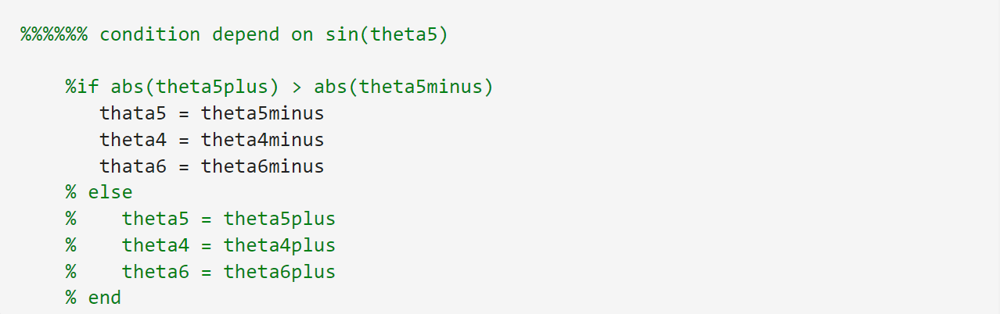 %%%%%% condition depend on sin(theta5)
%if abs(theta5plus) > abs(theta5minus)
thata5 = theta5minus
theta4 = theta4minus
thata6 = theta6minus
% else
%    theta5 = theta5plus
%    theta4 = theta4plus
%    theta6 = theta6plus
% end